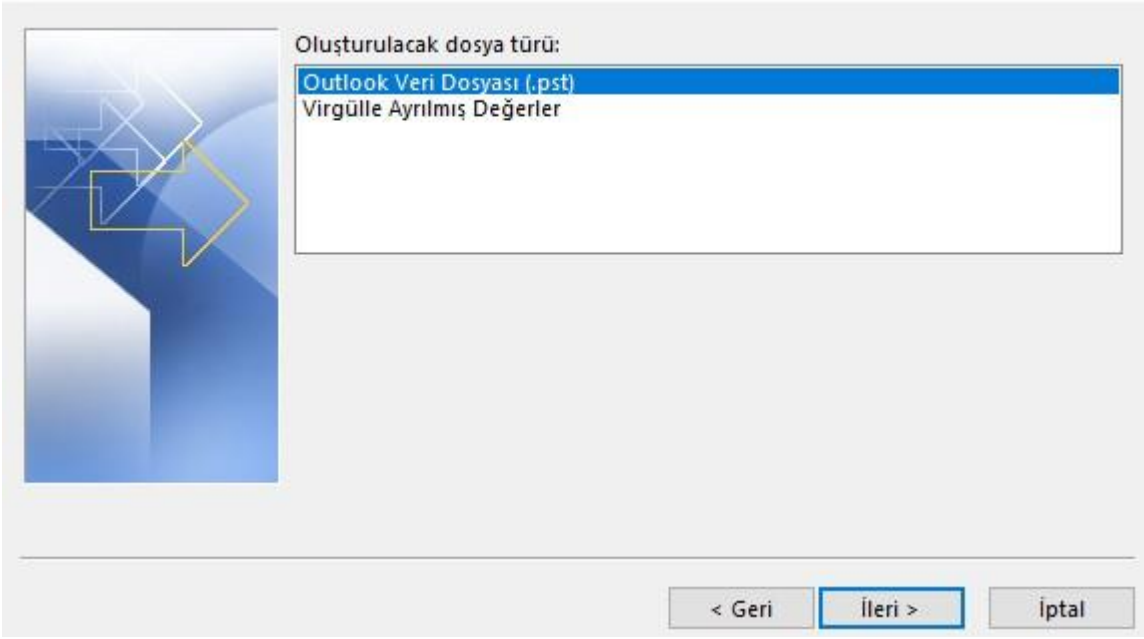 Oluşturulacak dosya türü:
Outlook Veri Dosyası (.pst)
Virgülle Ayrılmış Değerler
< Geri
İleri >
İptal